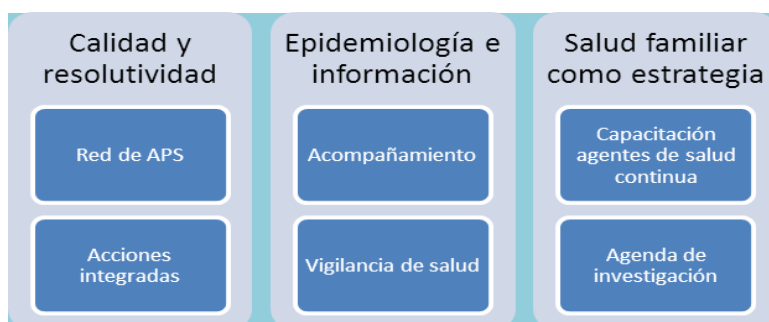 Calidad y
resolutividad
Red de APS
Acciones
integradas
Epidemiología e
información
Acompañamiento
Vigilancia de salud
Salud familiar
como estrategia
Capacitación
agentes de salud
continua
Agenda de
investigación